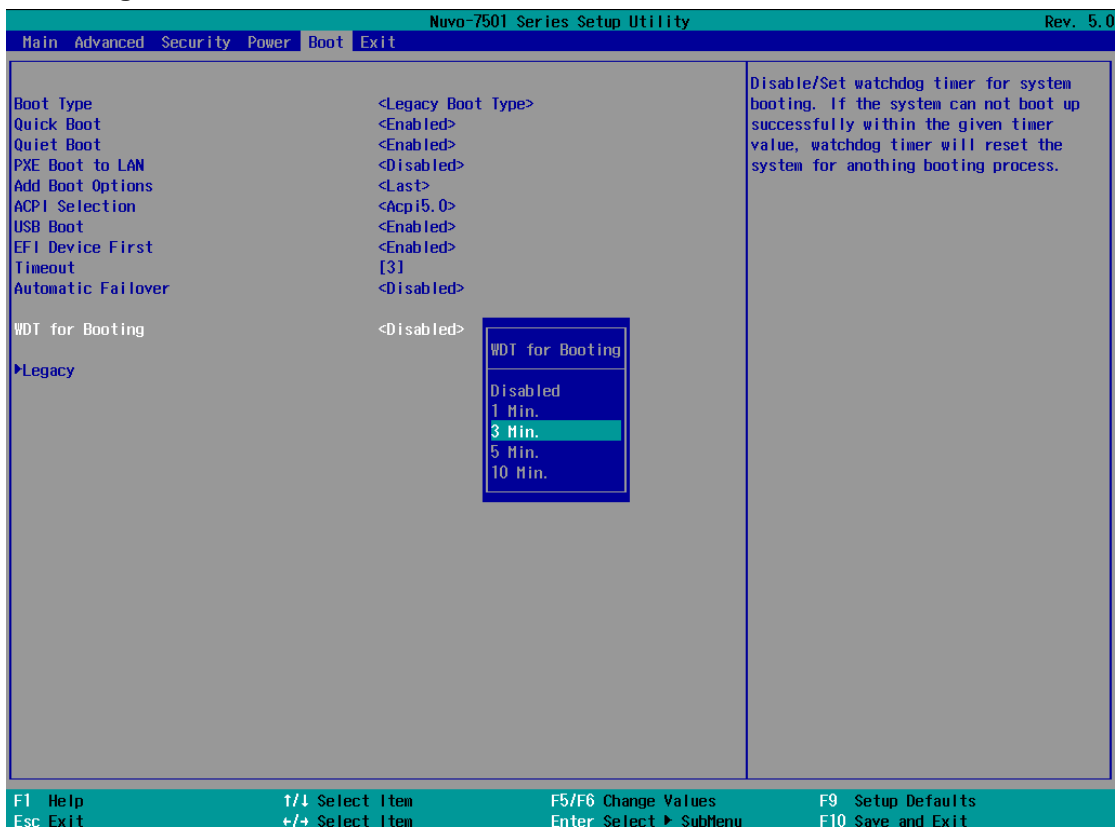 Nuvo-7501 Series Setup Utility Rev. 5.0
Main Advanced Security Power Boot Exit
Boot Type <Legacy Boot Type>
Quick Boot <Enabled>
Quiet Boot <Enabled>
PXE Boot to LAN <Disabled>
Add Boot Options <Last>
ACPI Selection <Acpi5.0>
USB Boot <Enabled>
EFI Device First <Enabled>
Timeout [3]
Automatic Failover <Disabled>
WDT for Booting <Disabled>
▶Legacy
WDT for Booting
Disabled
1 Min.
3 Min.
5 Min.
10 Min.
Disable/Set watchdog timer for system
booting. If the system can not boot up
successfully within the given timer
value, watchdog timer will reset the
system for anothing booting process.
F1 Help ↑/↓ Select Item F5/F6 Change Values F9 Setup Defaults
Esc Exit ←/→ Select Item Enter Select ▶ SubMenu F10 Save and Exit